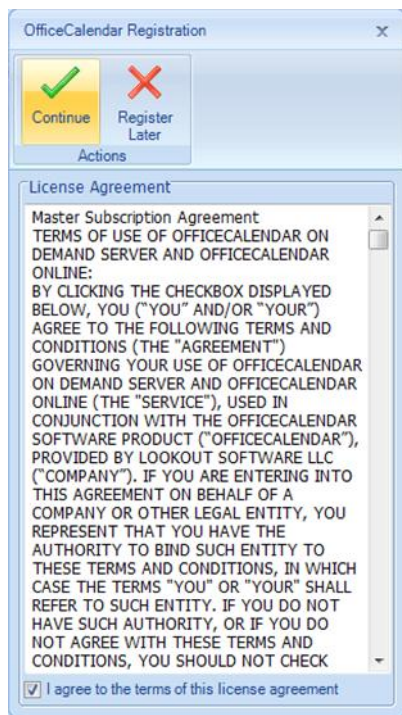 OfficeCalendar Registration
Continue
Register
Later
Actions
License Agreement
Master Subscription Agreement
TERMS OF USE OF OFFICECALENDAR ON
DEMAND SERVER AND OFFICECALENDAR
ONLINE:
BY CLICKING THE CHECKBOX DISPLAYED
BELOW, YOU (“YOU” AND/OR “YOUR”)
AGREE TO THE FOLLOWING TERMS AND
CONDITIONS (THE "AGREEMENT")
GOVERNING YOUR USE OF OFFICECALENDAR
ON DEMAND SERVER AND OFFICECALENDAR
ONLINE (THE "SERVICE"), USED IN
CONJUNCTION WITH THE OFFICECALENDAR
SOFTWARE PRODUCT (“OFFICECALENDAR”),
PROVIDED BY LOOKOUT SOFTWARE LLC
(“COMPANY”). IF YOU ARE ENTERING INTO
THIS AGREEMENT ON BEHALF OF A
COMPANY OR OTHER LEGAL ENTITY, YOU
REPRESENT THAT YOU HAVE THE
AUTHORITY TO BIND SUCH ENTITY TO
THESE TERMS AND CONDITIONS, IN WHICH
CASE THE TERMS "YOU" OR "YOUR" SHALL
REFER TO SUCH ENTITY. IF YOU DO NOT
HAVE SUCH AUTHORITY, OR IF YOU DO
NOT AGREE WITH THESE TERMS AND
CONDITIONS, YOU SHOULD NOT CHECK
I agree to the terms of this license agreement